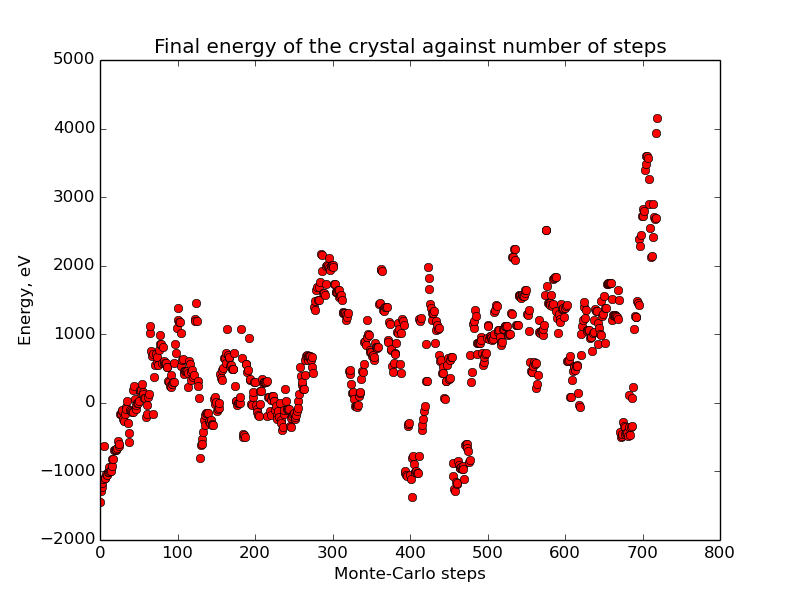 Final energy of the crystal against number of steps
5000
4000
3000
2000
1000
0
−1000
−2000
Energy, eV
0 100 200 300 400 500 600 700 800
Monte-Carlo steps